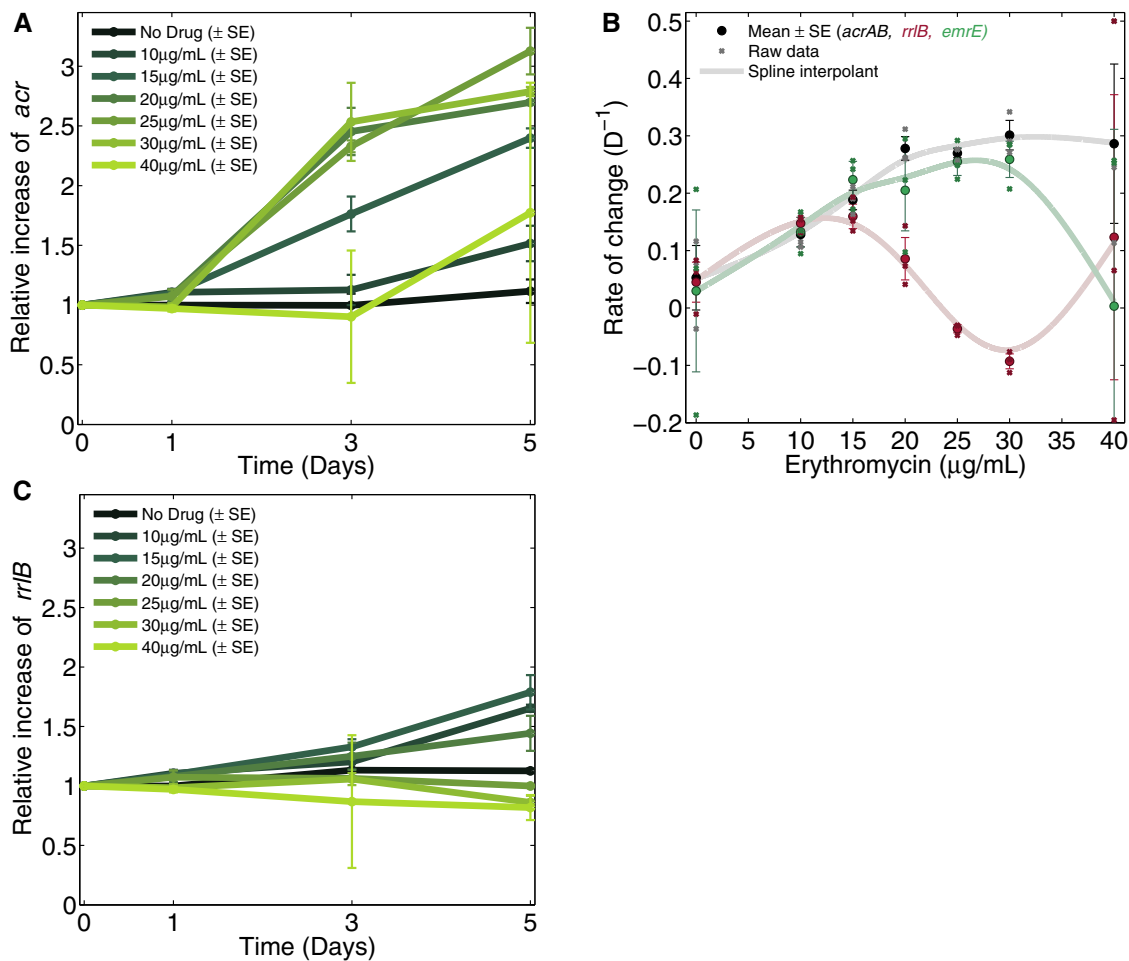 A
No Drug (± SE)
10μg/mL (± SE)
15μg/mL (± SE)
20μg/mL (± SE)
25μg/mL (± SE)
30μg/mL (± SE)
40μg/mL (± SE)
Relative increase of acr
3
2.5
2
1.5
1
0.5
0
0 1 3 5
Time (Days)
B
Mean ± SE (acrAB, rrlB, emrE)
Raw data
Spline interpolant
Rate of change (D⁻¹)
0.5
0.4
0.3
0.2
0.1
0
−0.1
−0.2
0 5 10 15 20 25 30 35 40
Erythromycin (μg/mL)
C
No Drug (± SE)
10μg/mL (± SE)
15μg/mL (± SE)
20μg/mL (± SE)
25μg/mL (± SE)
30μg/mL (± SE)
40μg/mL (± SE)
Relative increase of rrlB
3
2.5
2
1.5
1
0.5
0
0 1 3 5
Time (Days)